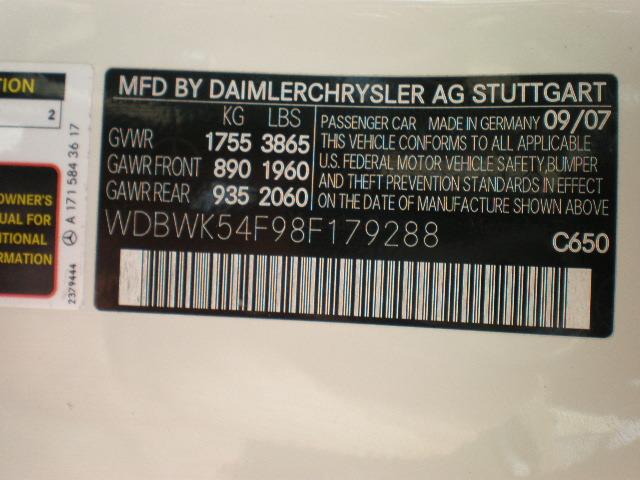 TION
2
OWNER'S
UAL FOR
ITIONAL
ORMATION
A 171 584 36 17
2379444
MFD BY DAIMLERCHRYSLER AG STUTTGART
KG LBS
GVWR 1755 3865
GAWR FRONT 890 1960
GAWR REAR 935 2060
PASSENGER CAR MADE IN GERMANY 09/07
THIS VEHICLE CONFORMS TO ALL APPLICABLE
U.S. FEDERAL MOTOR VEHICLE SAFETY,BUMPER
AND THEFT PREVENTION STANDARDS IN EFFECT
ON THE DATE OF MANUFACTURE SHOWN ABOVE
WDBWK54F98F179288
C650